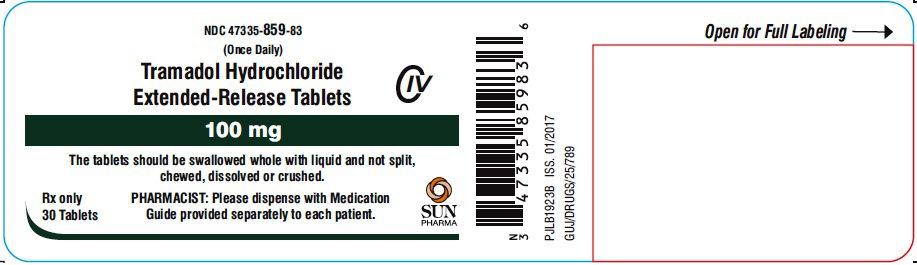 NDC 47335-859-83
(Once Daily)
Tramadol Hydrochloride
Extended-Release Tablets
CIV
100 mg
The tablets should be swallowed whole with liquid and not split,
chewed, dissolved or crushed.
Rx only
30 Tablets
PHARMACIST: Please dispense with Medication
Guide provided separately to each patient.
SUN
PHARMA
N
3 47335 85983 6
PJLB1923B ISS. 01/2017
GUJ/DRUGS/25/789
Open for Full Labeling